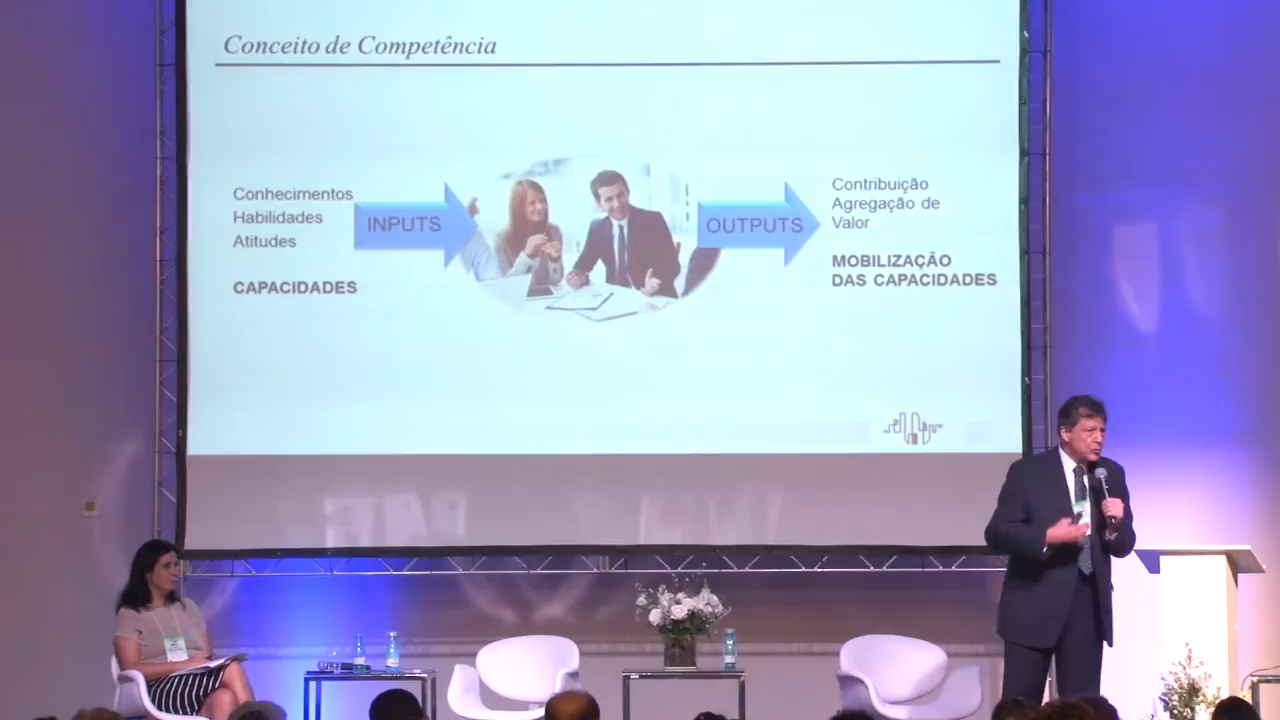 Conceito de Competência
Conhecimentos
Habilidades
Atitudes
CAPACIDADES
INPUTS
OUTPUTS
Contribuição
Agregação de
Valor
MOBILIZAÇÃO
DAS CAPACIDADES